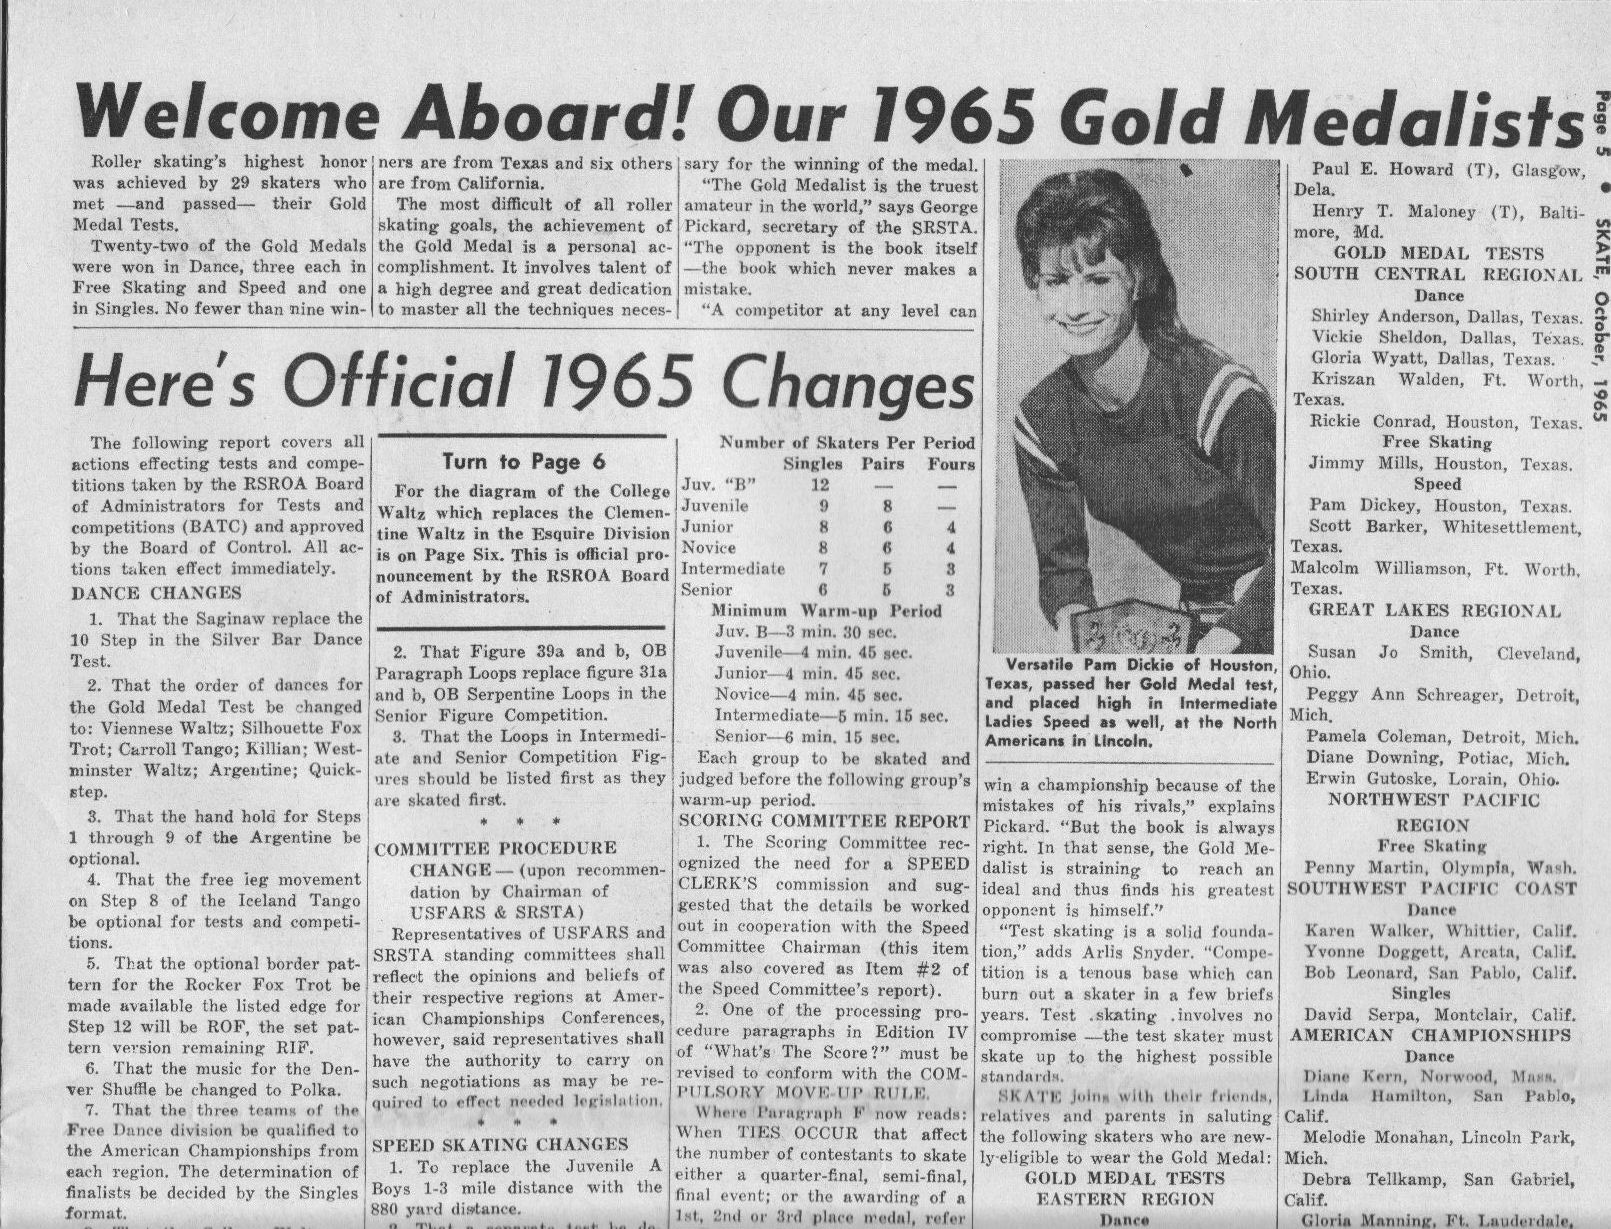 Welcome Aboard! Our 1965 Gold Medalists
Page 5 • SKATE, October, 1965
Roller skating's highest honor
was achieved by 29 skaters who
met —and passed— their Gold
Medal Tests.
Twenty-two of the Gold Medals
were won in Dance, three each in
Free Skating and Speed and one
in Singles. No fewer than nine win-
ners are from Texas and six others
are from California.
The most difficult of all roller
skating goals, the achievement of
the Gold Medal is a personal ac-
complishment. It involves talent of
a high degree and great dedication
to master all the techniques neces-
sary for the winning of the medal.
"The Gold Medalist is the truest
amateur in the world," says George
Pickard, secretary of the SRSTA.
"The opponent is the book itself
—the book which never makes a
mistake.
"A competitor at any level can
Here's Official 1965 Changes
The following report covers all
actions effecting tests and compe-
titions taken by the RSROA Board
of Administrators for Tests and
competitions (BATC) and approved
by the Board of Control. All ac-
tions taken effect immediately.
DANCE CHANGES
1. That the Saginaw replace the
10 Step in the Silver Bar Dance
Test.
2. That the order of dances for
the Gold Medal Test be changed
to: Viennese Waltz; Silhouette Fox
Trot; Carroll Tango; Killian; West-
minster Waltz; Argentine; Quick-
step.
3. That the hand hold for Steps
1 through 9 of the Argentine be
optional.
4. That the free leg movement
on Step 8 of the Iceland Tango
be optional for tests and competi-
tions.
5. That the optional border pat-
tern for the Rocker Fox Trot be
made available the listed edge for
Step 12 will be ROF, the set pat-
tern version remaining RIF.
6. That the music for the Den-
ver Shuffle be changed to Polka.
7. That the three teams of the
Free Dance division be qualified to
the American Championships from
each region. The determination of
finalists be decided by the Singles
format.
Turn to Page 6
For the diagram of the College
Waltz which replaces the Clemen-
tine Waltz in the Esquire Division
is on Page Six. This is official pro-
nouncement by the RSROA Board
of Administrators.
2. That Figure 39a and b, OB
Paragraph Loops replace figure 31a
and b, OB Serpentine Loops in the
Senior Figure Competition.
3. That the Loops in Intermedi-
ate and Senior Competition Fig-
ures should be listed first as they
are skated first.
* * *
COMMITTEE PROCEDURE
CHANGE — (upon recommen-
dation by Chairman of
USFARS & SRSTA)
Representatives of USFARS and
SRSTA standing committees shall
reflect the opinions and beliefs of
their respective regions at Amer-
ican Championships Conferences,
however, said representatives shall
have the authority to carry on
such negotiations as may be re-
quired to effect needed legislation.
* * *
SPEED SKATING CHANGES
1. To replace the Juvenile A
Boys 1-3 mile distance with the
880 yard distance.
Number of Skaters Per Period
Singles Pairs Fours
Juv. "B" 12 — —
Juvenile 9 8 —
Junior 8 6 4
Novice 8 6 4
Intermediate 7 5 3
Senior 6 5 3
Minimum Warm-up Period
Juv. B—3 min. 30 sec.
Juvenile—4 min. 45 sec.
Junior—4 min. 45 sec.
Novice—4 min. 45 sec.
Intermediate—5 min. 15 sec.
Senior—6 min. 15 sec.
Each group to be skated and
judged before the following group's
warm-up period.
SCORING COMMITTEE REPORT
1. The Scoring Committee rec-
ognized the need for a SPEED
CLERK'S commission and sug-
gested that the details be worked
out in cooperation with the Speed
Committee Chairman (this item
was also covered as Item #2 of
the Speed Committee's report).
2. One of the processing pro-
cedure paragraphs in Edition IV
of "What's The Score?" must be
revised to conform with the COM-
PULSORY MOVE-UP RULE.
Where Paragraph F now reads:
When TIES OCCUR that affect
the number of contestants to skate
either a quarter-final, semi-final,
final event; or the awarding of a
1st, 2nd or 3rd place medal, refer
Versatile Pam Dickie of Houston,
Texas, passed her Gold Medal test,
and placed high in Intermediate
Ladies Speed as well, at the North
Americans in Lincoln.
win a championship because of the
mistakes of his rivals," explains
Pickard. "But the book is always
right. In that sense, the Gold Me-
dalist is straining to reach an
ideal and thus finds his greatest
opponent is himself."
"Test skating is a solid founda-
tion," adds Arlis Snyder. "Compe-
tition is a tenous base which can
burn out a skater in a few briefs
years. Test .skating .involves no
compromise —the test skater must
skate up to the highest possible
standards.
SKATE joins with their friends,
relatives and parents in saluting
the following skaters who are new-
ly-eligible to wear the Gold Medal:
GOLD MEDAL TESTS
EASTERN REGION
Dance
Paul E. Howard (T), Glasgow,
Dela.
Henry T. Maloney (T), Balti-
more, Md.
GOLD MEDAL TESTS
SOUTH CENTRAL REGIONAL
Dance
Shirley Anderson, Dallas, Texas.
Vickie Sheldon, Dallas, Texas.
Gloria Wyatt, Dallas, Texas.
Kriszan Walden, Ft. Worth,
Texas.
Rickie Conrad, Houston, Texas.
Free Skating
Jimmy Mills, Houston, Texas.
Speed
Pam Dickey, Houston, Texas.
Scott Barker, Whitesettlement,
Texas.
Malcolm Williamson, Ft. Worth,
Texas.
GREAT LAKES REGIONAL
Dance
Susan Jo Smith, Cleveland,
Ohio.
Peggy Ann Schreager, Detroit,
Mich.
Pamela Coleman, Detroit, Mich.
Diane Downing, Potiac, Mich.
Erwin Gutoske, Lorain, Ohio.
NORTHWEST PACIFIC
REGION
Free Skating
Penny Martin, Olympia, Wash.
SOUTHWEST PACIFIC COAST
Dance
Karen Walker, Whittier, Calif.
Yvonne Doggett, Arcata, Calif.
Bob Leonard, San Pablo, Calif.
Singles
David Serpa, Montclair, Calif.
AMERICAN CHAMPIONSHIPS
Dance
Diane Kern, Norwood, Mass.
Linda Hamilton, San Pablo,
Calif.
Melodie Monahan, Lincoln Park,
Mich.
Debra Tellkamp, San Gabriel,
Calif.
Gloria Manning, Ft. Lauderdale,